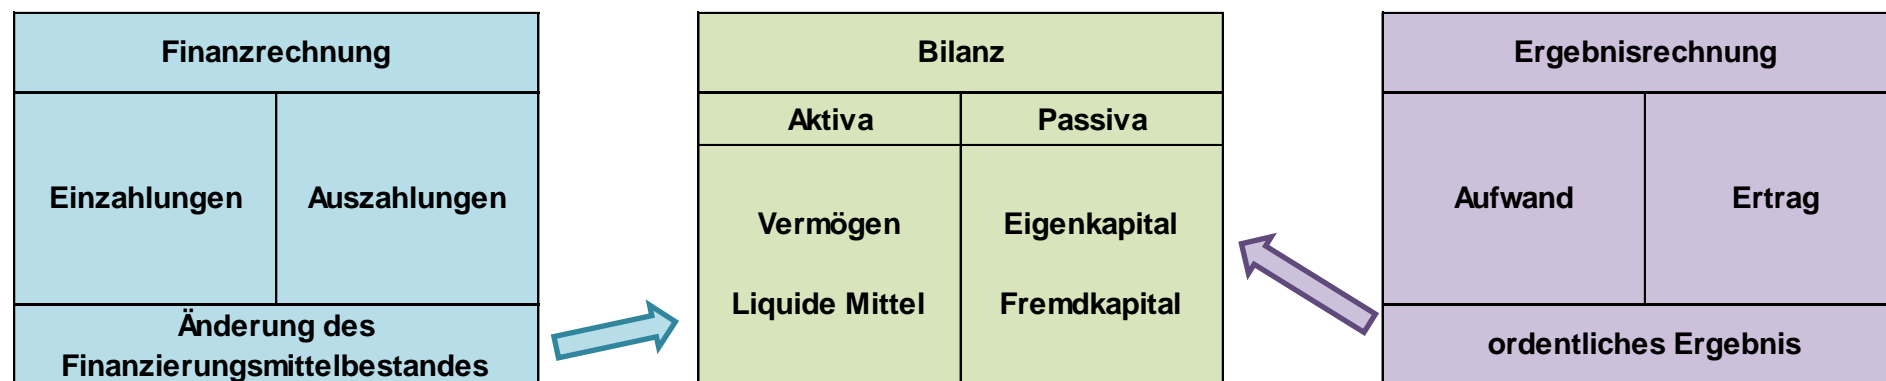 Finanzrechnung
Einzahlungen
Auszahlungen
Änderung des
Finanzierungsmittelbestandes
Bilanz
Aktiva
Passiva
Vermögen
Liquide Mittel
Eigenkapital
Fremdkapital
Ergebnisrechnung
Aufwand
Ertrag
ordentliches Ergebnis